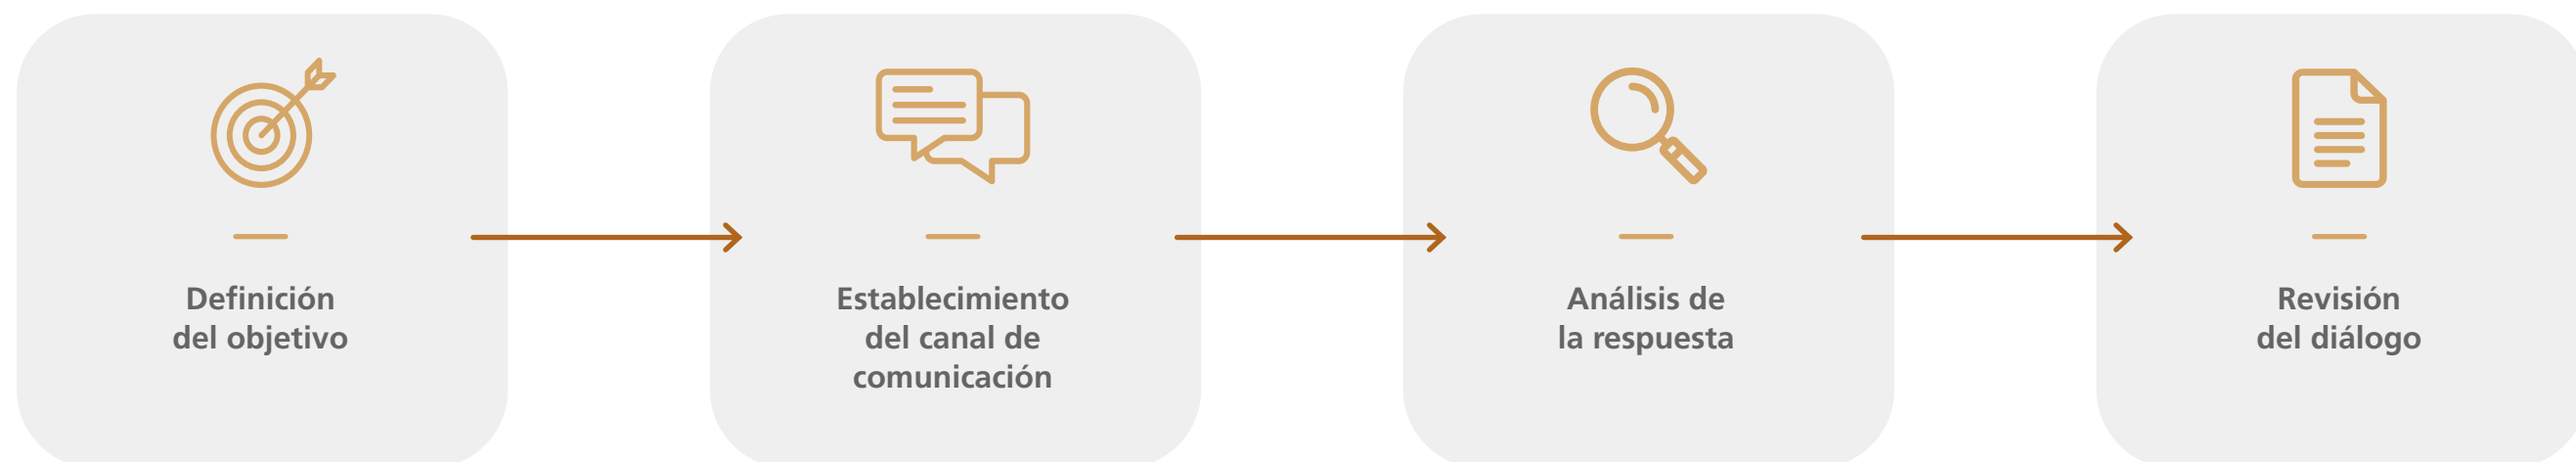 Definición
del objetivo
Establecimiento
del canal de
comunicación
Análisis de
la respuesta
Revisión
del diálogo